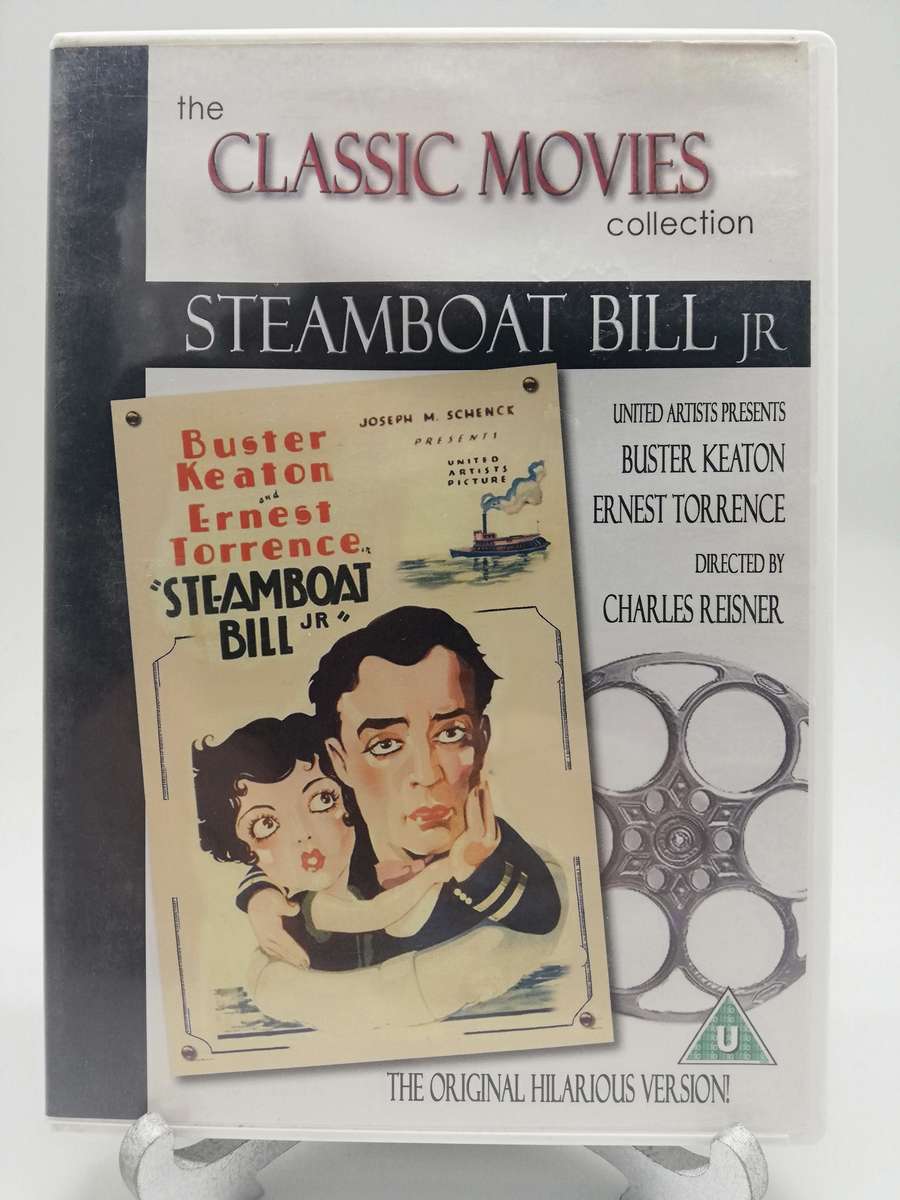 the
CLASSIC MOVIES
collection
STEAMBOAT BILL JR
UNITED ARTISTS PRESENTS
BUSTER KEATON
ERNEST TORRENCE
DIRECTED BY
CHARLES REISNER
JOSEPH M. SCHENCK
PRESENTS
UNITED
ARTISTS
PICTURE
Buster
Keaton
and
Ernest
Torrence
in
"STEAMBOAT
BILL JR"
U
THE ORIGINAL HILARIOUS VERSION!